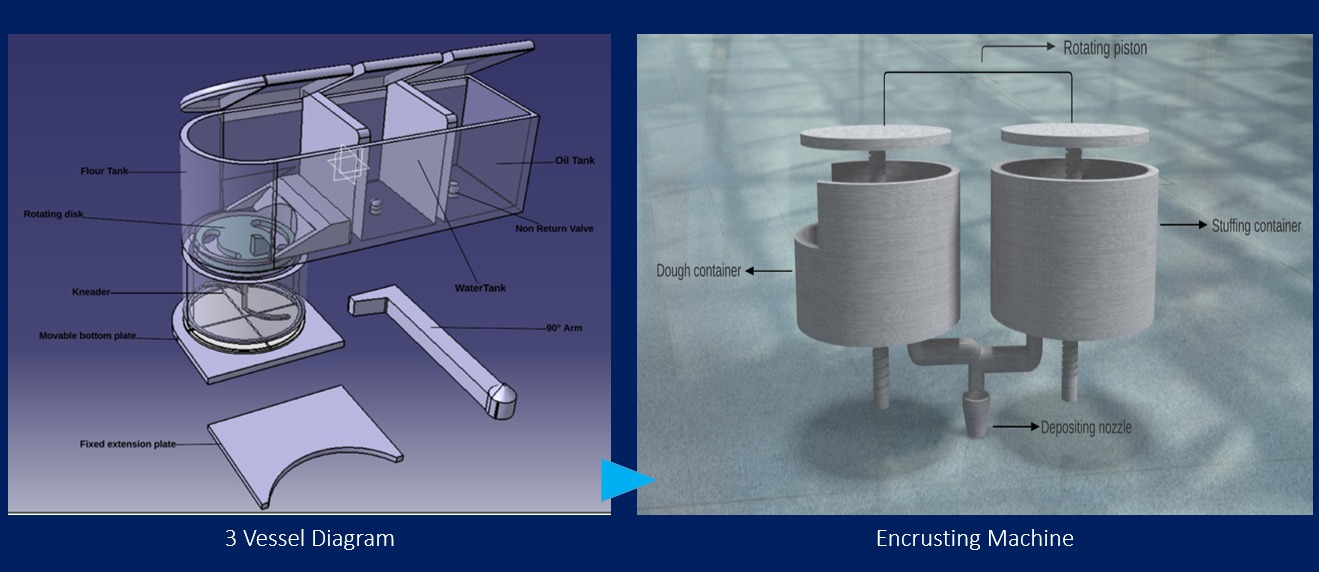 Flour Tank
Rotating disk
Kneader
Movable bottom plate
Fixed extension plate
Oil Tank
Non Return Valve
WaterTank
90° Arm
3 Vessel Diagram
Rotating piston
Stuffing container
Dough container
Depositing nozzle
Encrusting Machine